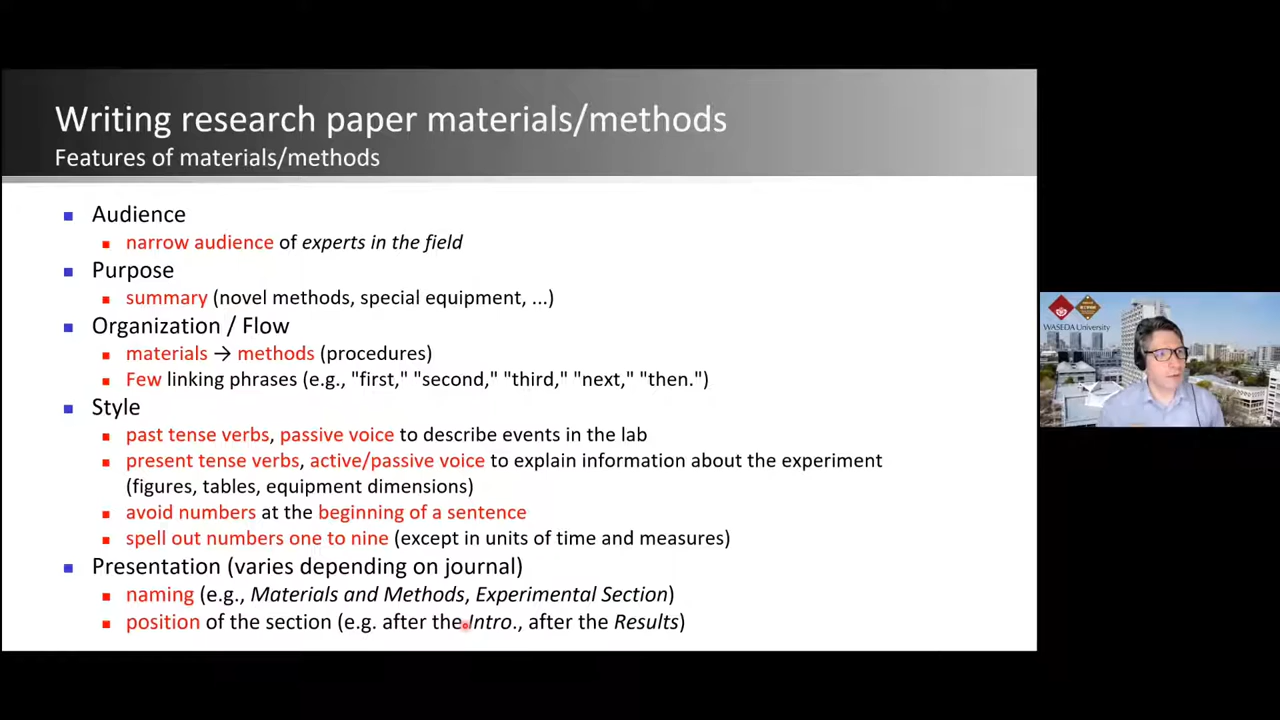 Writing research paper materials/methods
Features of materials/methods
Audience
narrow audience of experts in the field
Purpose
summary (novel methods, special equipment, ...)
Organization / Flow
materials → methods (procedures)
Few linking phrases (e.g., "first," "second," "third," "next," "then.")
Style
past tense verbs, passive voice to describe events in the lab
present tense verbs, active/passive voice to explain information about the experiment
(figures, tables, equipment dimensions)
avoid numbers at the beginning of a sentence
spell out numbers one to nine (except in units of time and measures)
Presentation (varies depending on journal)
naming (e.g., Materials and Methods, Experimental Section)
position of the section (e.g. after the Intro., after the Results)
WASEDA University